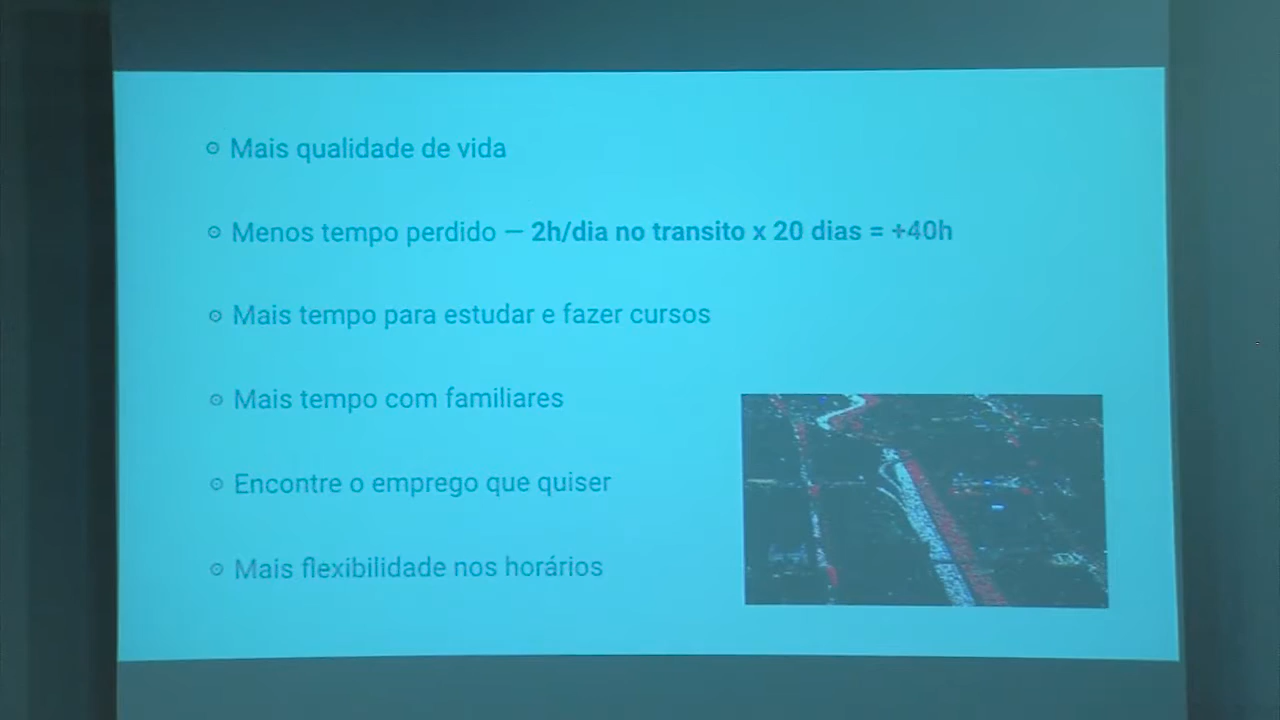 Mais qualidade de vida
Menos tempo perdido — 2h/dia no transito x 20 dias = +40h
Mais tempo para estudar e fazer cursos
Mais tempo com familiares
Encontre o emprego que quiser
Mais flexibilidade nos horários